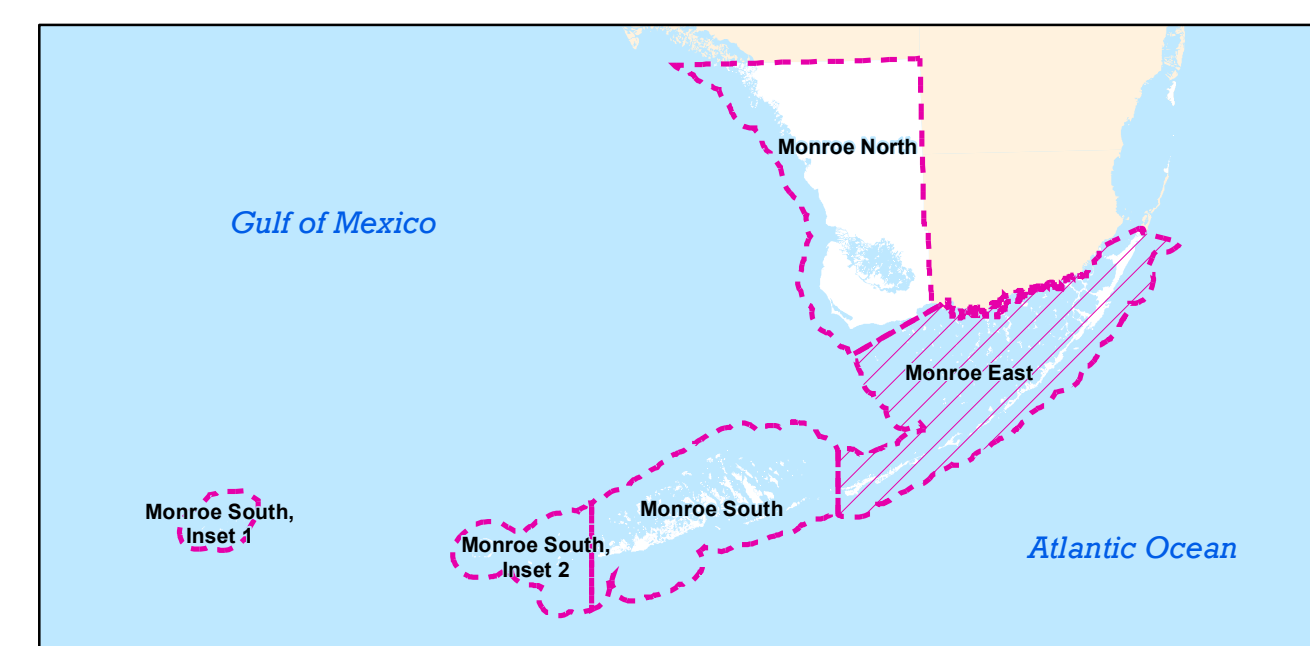 Monroe North
Gulf of Mexico
Monroe East
Monroe South,
Inset 1
Monroe South
Monroe South,
Inset 2
Atlantic Ocean